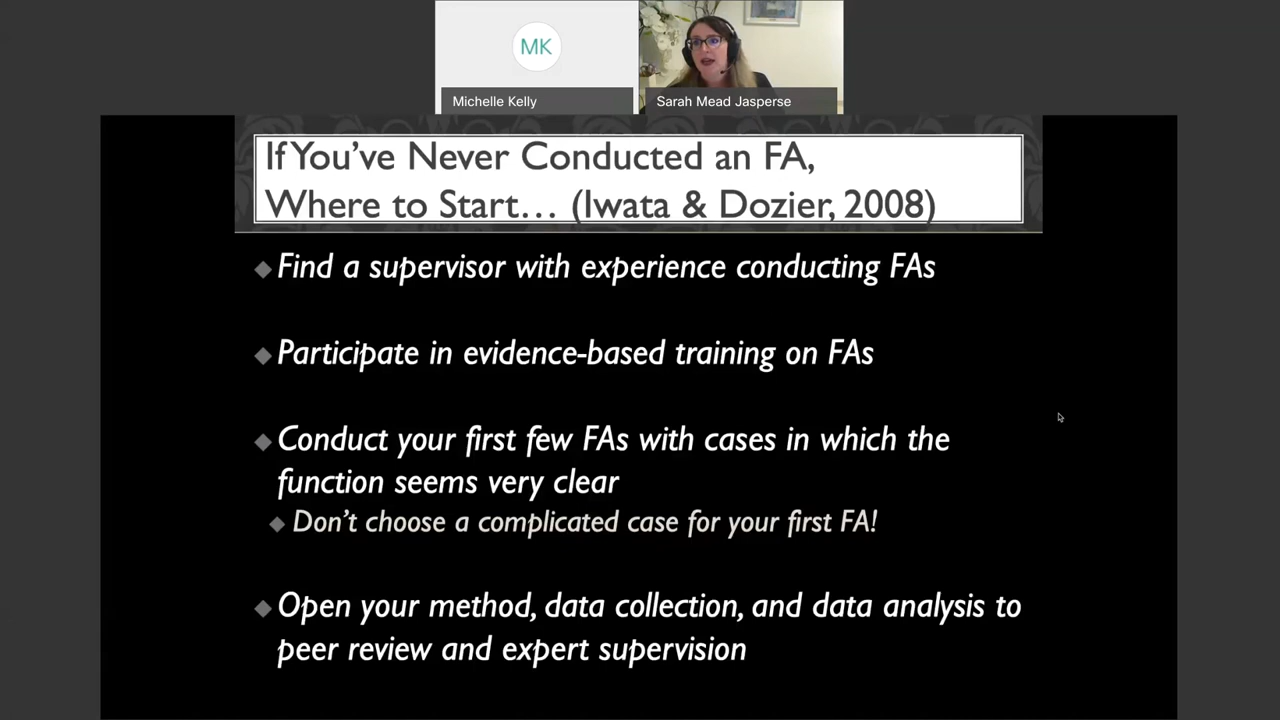 MK
Michelle Kelly
Sarah Mead Jasperse
If You've Never Conducted an FA,
Where to Start… (Iwata & Dozier, 2008)
Find a supervisor with experience conducting FAs
Participate in evidence-based training on FAs
Conduct your first few FAs with cases in which the
function seems very clear
Don't choose a complicated case for your first FA!
Open your method, data collection, and data analysis to
peer review and expert supervision